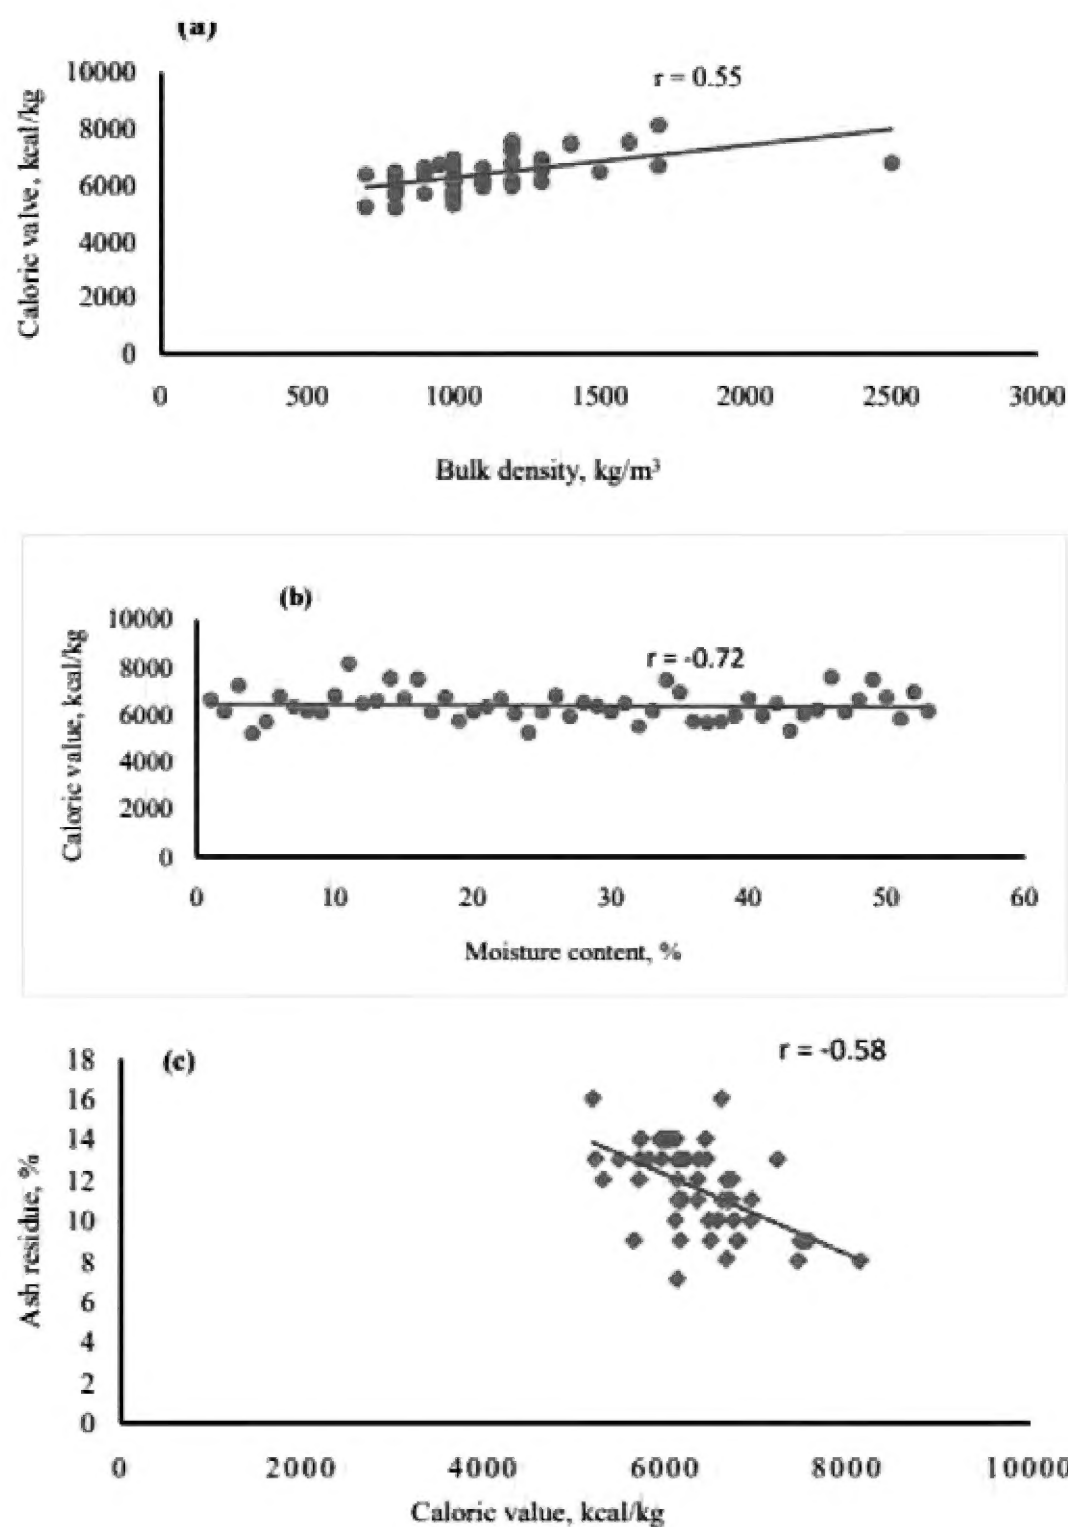 (a)
r = 0.55
10000
8000
6000
4000
2000
0
Caloric valve, kcal/kg
0 500 1000 1500 2000 2500 3000
Bulk density, kg/m³
(b)
r = -0.72
10000
8000
6000
4000
2000
0
Caloric value, kcal/kg
0 10 20 30 40 50 60
Moisture content, %
(c)
r = -0.58
18
16
14
12
10
8
6
4
2
0
Ash residue, %
0 2000 4000 6000 8000 10000
Caloric value, kcal/kg